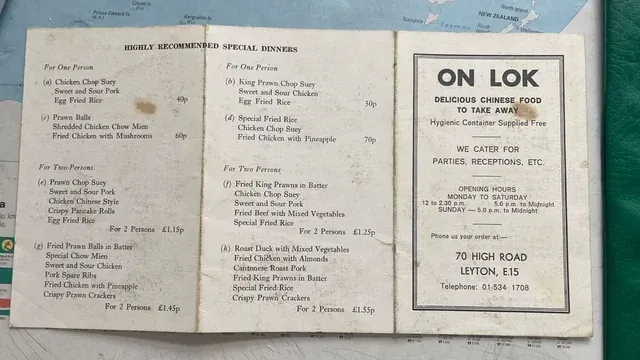 HIGHLY RECOMMENDED SPECIAL DINNERS
For One Person
(a) Chicken Chop Suey
Sweet and Sour Pork
Egg Fried Rice 40p
(c) Prawn Balls
Shredded Chicken Chow Mien
Fried Chicken with Mushrooms 60p
For Two Persons
(e) Prawn Chop Suey
Sweet and Sour Pork
Chicken Chinese Style
Crispy Pancake Rolls
Egg Fried Rice
For 2 Persons £1.15p
(g) Fried Prawn Balls in Batter
Special Chow Mien
Sweet and Sour Chicken
Pork Spare Ribs
Fried Chicken with Pineapple
Crispy Prawn Crackers
For 2 Persons £1.45p
For One Person
(b) King Prawn Chop Suey
Sweet and Sour Chicken
Egg Fried Rice 50p
(d) Special Fried Rice
Chicken Chop Suey
Fried Chicken with Pineapple 70p
For Two Persons
(f) Fried King Prawns in Batter
Chicken Chop Suey
Sweet and Sour Pork
Fried Beef with Mixed Vegetables
Special Fried Rice
For 2 Persons £1.25p
(h) Roast Duck with Mixed Vegetables
Fried Chicken with Almonds
Cantonese Roast Pork
Fried King Prawns in Batter
Special Fried Rice
Crispy Prawn Crackers
For 2 Persons £1.55p
ON LOK
DELICIOUS CHINESE FOOD
TO TAKE AWAY
Hygienic Container Supplied Free
WE CATER FOR
PARTIES, RECEPTIONS, ETC.
OPENING HOURS
MONDAY TO SATURDAY
12 to 2.30 p.m. 5.0 p.m. to Midnight
SUNDAY — 5.0 p.m. to Midnight
Phone us your order at—
70 HIGH ROAD
LEYTON, E.15
Telephone: 01-534 1708
NEW ZEALAND
North Island
Tasmania